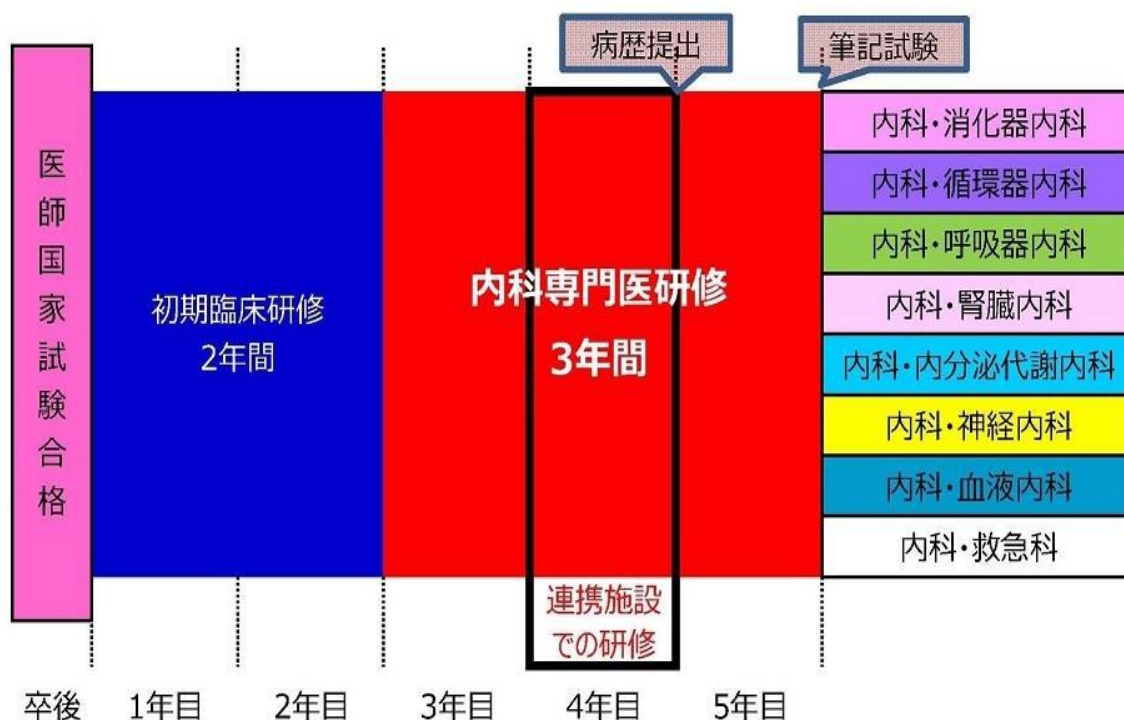 病歴提出
筆記試験
医師国家試験合格
初期臨床研修
2年間
内科専門医研修
3年間
連携施設
での研修
内科・消化器内科
内科・循環器内科
内科・呼吸器内科
内科・腎臓内科
内科・内分泌代謝内科
内科・神経内科
内科・血液内科
内科・救急科
卒後 1年目 2年目 3年目 4年目 5年目